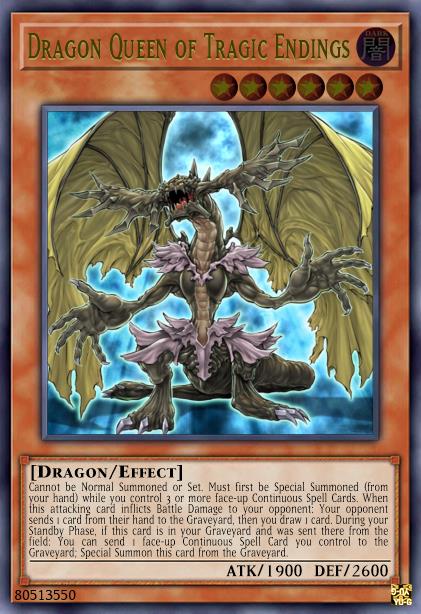 Dragon Queen of Tragic Endings
DARK
闇
[Dragon/Effect]
Cannot be Normal Summoned or Set. Must first be Special Summoned (from
your hand) while you control 3 or more face-up Continuous Spell Cards. When
this attacking card inflicts Battle Damage to your opponent: Your opponent
sends 1 card from their hand to the Graveyard, then you draw 1 card. During your
Standby Phase, if this card is in your Graveyard and was sent there from the
field: You can send 1 face-up Continuous Spell Card you control to the
Graveyard; Special Summon this card from the Graveyard.
ATK/1900 DEF/2600
80513550